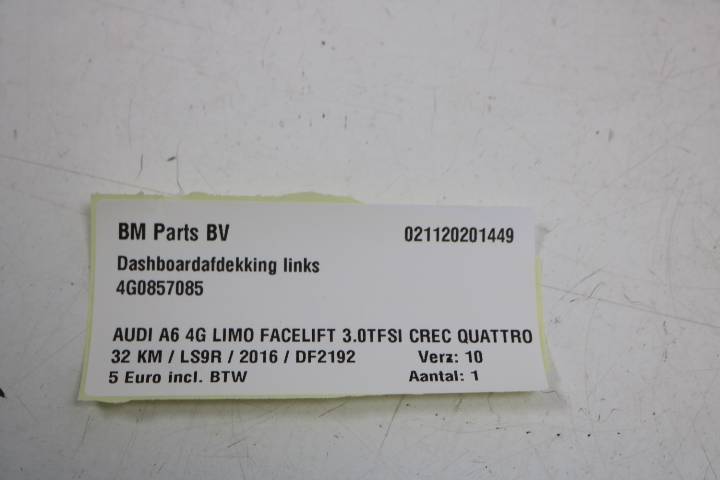 BM Parts BV 021120201449
Dashboardafdekking links
4G0857085
AUDI A6 4G LIMO FACELIFT 3.0TFSI CREC QUATTRO
32 KM / LS9R / 2016 / DF2192 Verz: 10
5 Euro incl. BTW Aantal: 1